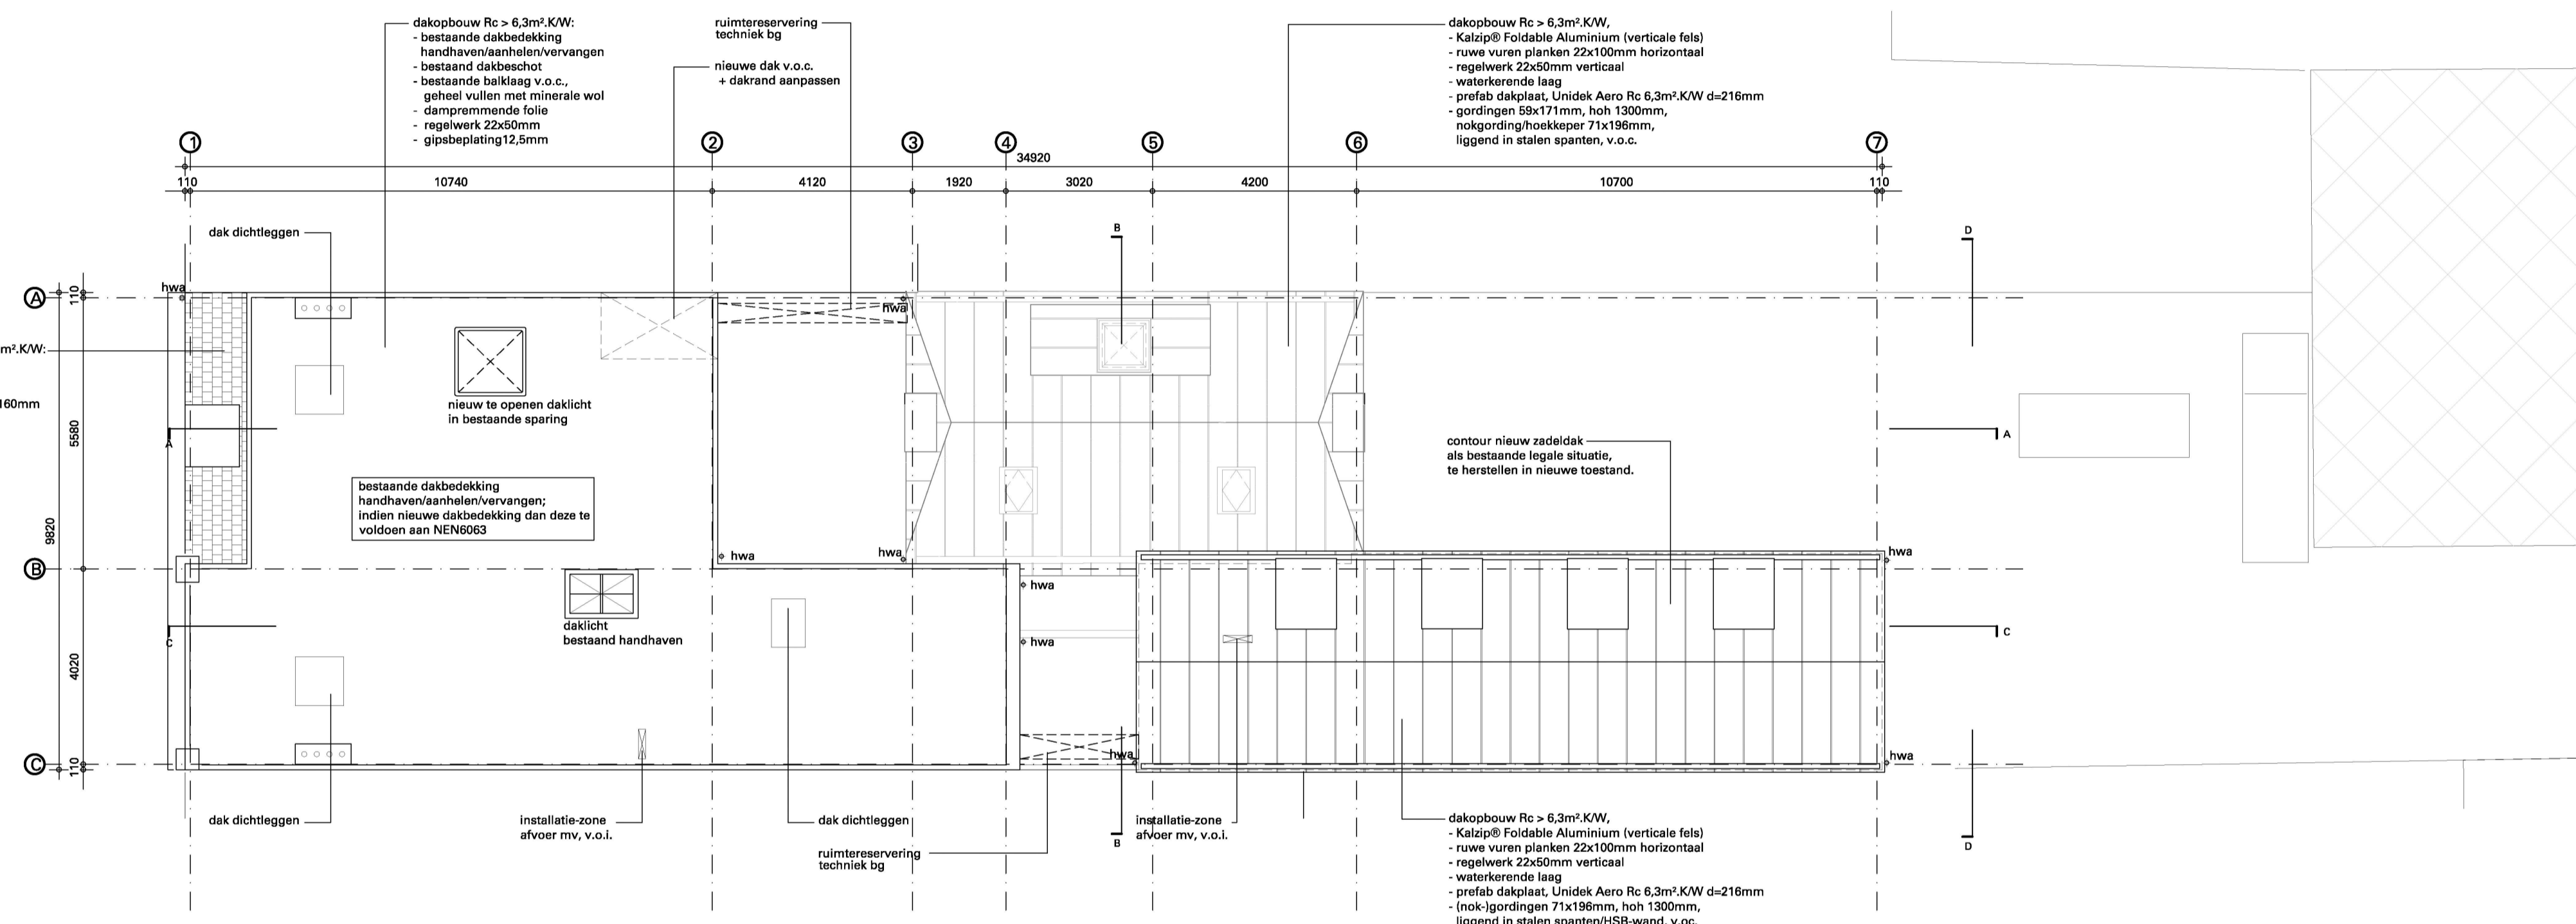 dakopbouw Rc > 6,3m².K/W:
- bestaande dakbedekking
handhaven/aanhelen/vervangen
- bestaand dakbeschot
- bestaande balklaag v.o.c.,
geheel vullen met minerale wol
- dampremmende folie
- regelwerk 22x50mm
- gipsbeplating12,5mm
ruimtereservering
techniek bg
nieuwe dak v.o.c.
+ dakrand aanpassen
dakopbouw Rc > 6,3m².K/W,
- Kalzip® Foldable Aluminium (verticale fels)
- ruwe vuren planken 22x100mm horizontaal
- regelwerk 22x50mm verticaal
- waterkerende laag
- prefab dakplaat, Unidek Aero Rc 6,3m².K/W d=216mm
- gordingen 59x171mm, hoh 1300mm,
nokgording/hoekkeper 71x196mm,
liggend in stalen spanten, v.o.c.
1 2 3 4 5 6 7
34920
110 10740 4120 1920 3020 4200 10700 110
dak dichtleggen
B
D
hwa
A
110
hwa
m².K/W:
160mm
nieuw te openen daklicht
in bestaande sparing
5580
A
A
contour nieuw zadeldak
als bestaande legale situatie,
te herstellen in nieuwe toestand.
bestaande dakbedekking
handhaven/aanhelen/vervangen;
indien nieuwe dakbedekking dan deze te
voldoen aan NEN6063
9820
hwa
hwa
hwa
B
hwa
daklicht
bestaand handhaven
C
hwa
C
4020
hwa
hwa
C
110
dak dichtleggen
installatie-zone
afvoer mv, v.o.i.
dak dichtleggen
ruimtereservering
techniek bg
B
installatie-zone
afvoer mv, v.o.i.
D
dakopbouw Rc > 6,3m².K/W,
- Kalzip® Foldable Aluminium (verticale fels)
- ruwe vuren planken 22x100mm horizontaal
- regelwerk 22x50mm verticaal
- waterkerende laag
- prefab dakplaat, Unidek Aero Rc 6,3m².K/W d=216mm
- (nok-)gordingen 71x196mm, hoh 1300mm,
liggend in stalen spanten/HSB-wand, v.oc.